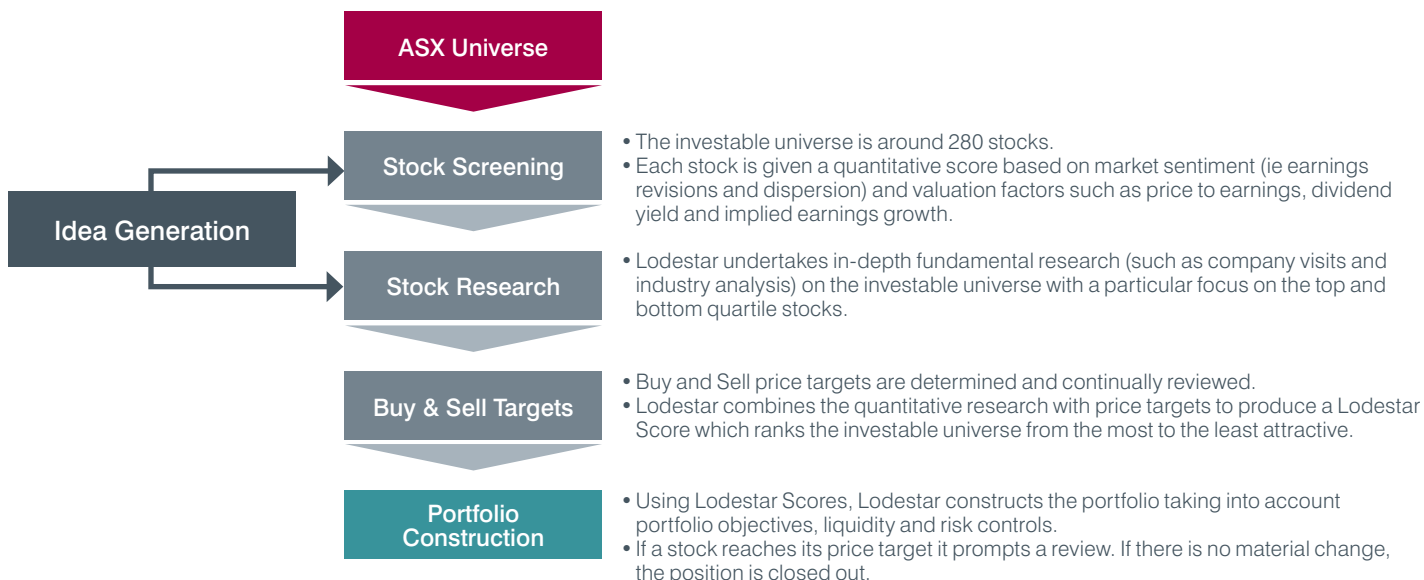 ASX Universe
Stock Screening
• The investable universe is around 280 stocks.
• Each stock is given a quantitative score based on market sentiment (ie earnings
revisions and dispersion) and valuation factors such as price to earnings, dividend
yield and implied earnings growth.
Idea Generation
Stock Research
• Lodestar undertakes in-depth fundamental research (such as company visits and
industry analysis) on the investable universe with a particular focus on the top and
bottom quartile stocks.
Buy & Sell Targets
• Buy and Sell price targets are determined and continually reviewed.
• Lodestar combines the quantitative research with price targets to produce a Lodestar
Score which ranks the investable universe from the most to the least attractive.
Portfolio
Construction
• Using Lodestar Scores, Lodestar constructs the portfolio taking into account
portfolio objectives, liquidity and risk controls.
• If a stock reaches its price target it prompts a review. If there is no material change,
the position is closed out.